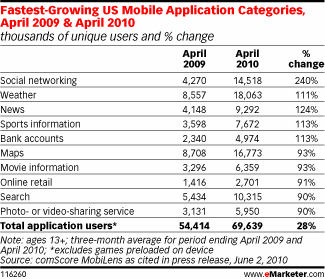 Fastest-Growing US Mobile Application Categories,
April 2009 & April 2010
thousands of unique users and % change
April 2009 April 2010 % change
Social networking 4,270 14,518 240%
Weather 8,557 18,063 111%
News 4,148 9,292 124%
Sports information 3,598 7,672 113%
Bank accounts 2,340 4,974 113%
Maps 8,708 16,773 93%
Movie information 3,296 6,359 93%
Online retail 1,416 2,701 91%
Search 5,434 10,315 90%
Photo- or video-sharing service 3,131 5,950 90%
Total application users* 54,414 69,639 28%
Note: ages 13+; three-month average for period ending April 2009 and
April 2010; *excludes games preloaded on device
Source: comScore MobiLens as cited in press release, June 2, 2010
116260 www.eMarketer.com